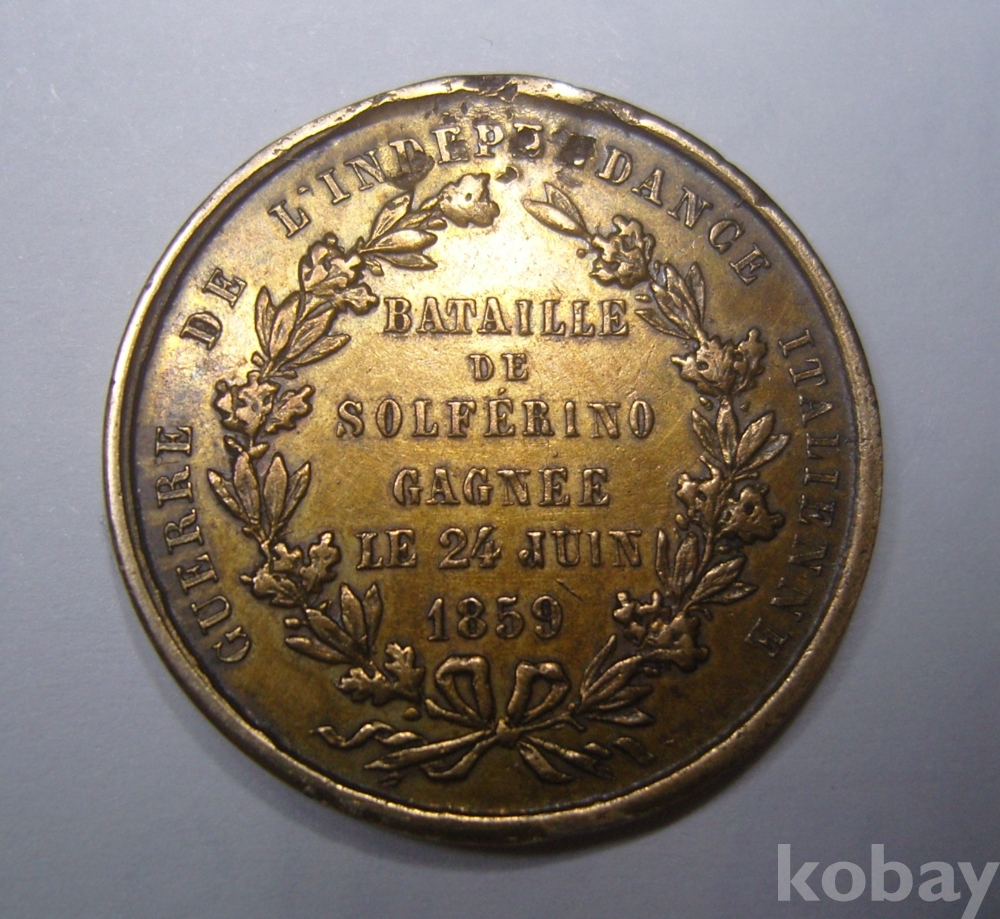 GUERRE DE L'INDEPENDANCE ITALIENNE
BATAILLE
DE
SOLFÉRINO
GAGNEE
LE 24 JUIN
1859
kobay